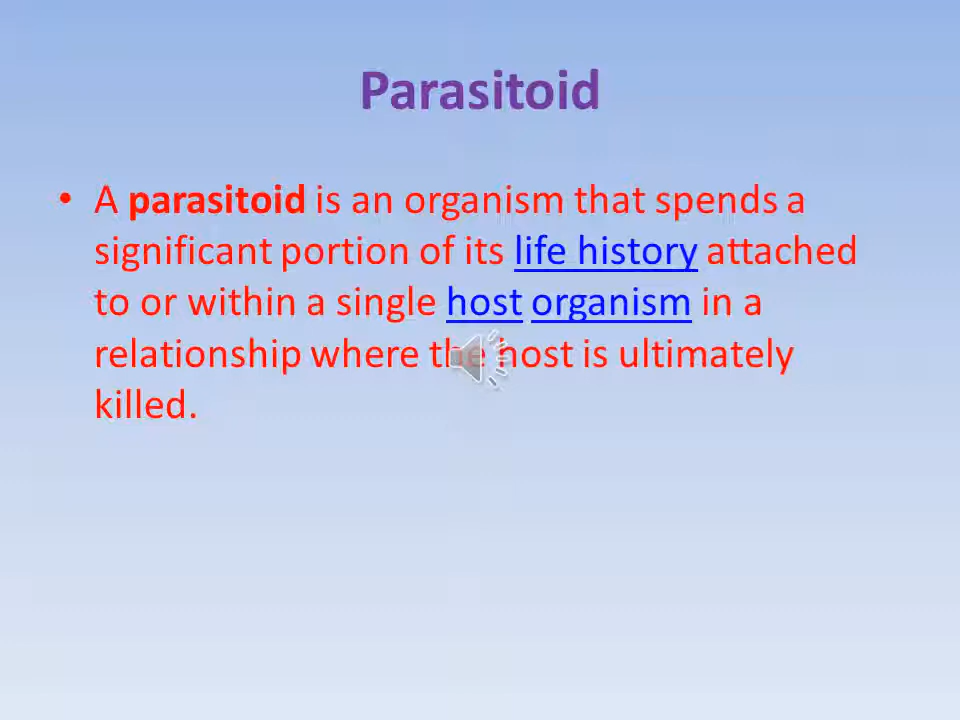 Parasitoid
• A parasitoid is an organism that spends a
significant portion of its life history attached
to or within a single host organism in a
relationship where the host is ultimately
killed.